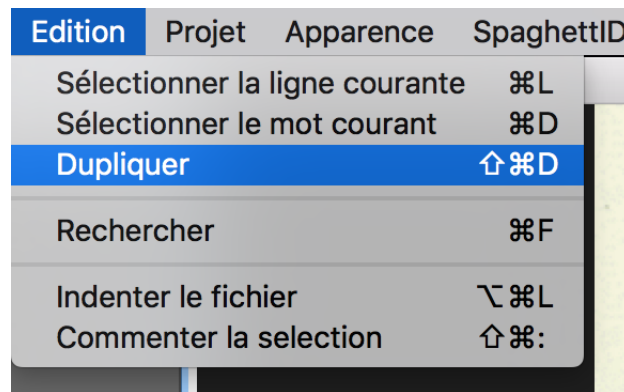 Edition Projet Apparence SpaghettID
Sélectionner la ligne courante ⌘L
Sélectionner le mot courant ⌘D
Dupliquer ⇧⌘D
Rechercher ⌘F
Indenter le fichier ⌥⌘L
Commenter la selection ⇧⌘: